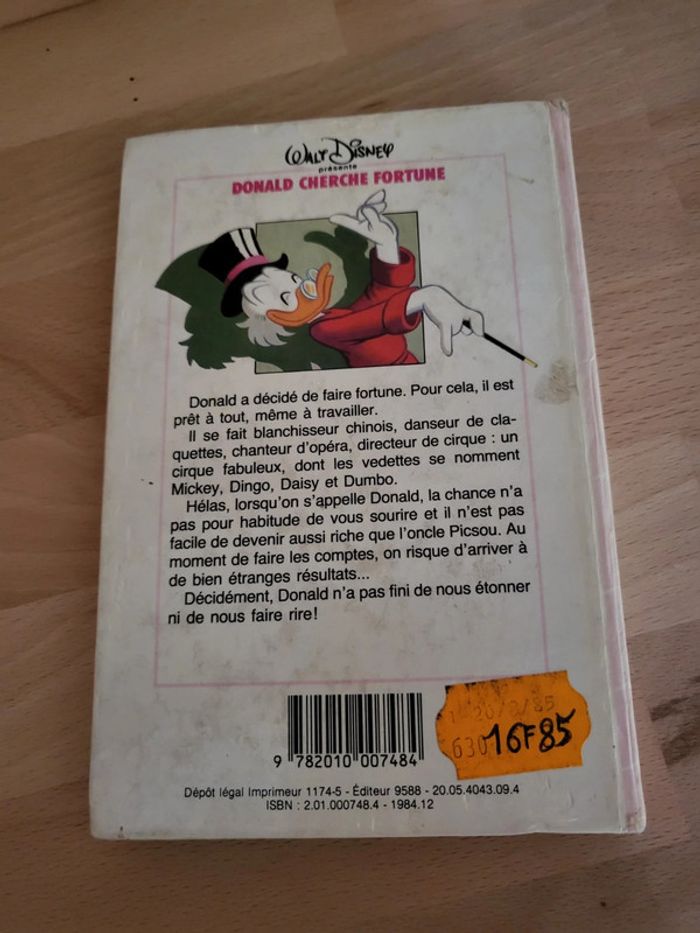 WALT DISNEY
présente
DONALD CHERCHE FORTUNE
Donald a décidé de faire fortune. Pour cela, il est
prêt à tout, même à travailler.
Il se fait blanchisseur chinois, danseur de cla-
quettes, chanteur d'opéra, directeur de cirque : un
cirque fabuleux, dont les vedettes se nomment
Mickey, Dingo, Daisy et Dumbo.
Hélas, lorsqu'on s'appelle Donald, la chance n'a
pas pour habitude de vous sourire et il n'est pas
facile de devenir aussi riche que l'oncle Picsou. Au
moment de faire les comptes, on risque d'arriver à
de bien étranges résultats...
Décidément, Donald n'a pas fini de nous étonner
ni de nous faire rire!
16F85
9 782010 007484
Dépôt légal Imprimeur 1174-5 - Éditeur 9588 - 20.05.4043.09.4
ISBN : 2.01.000748.4 - 1984.12